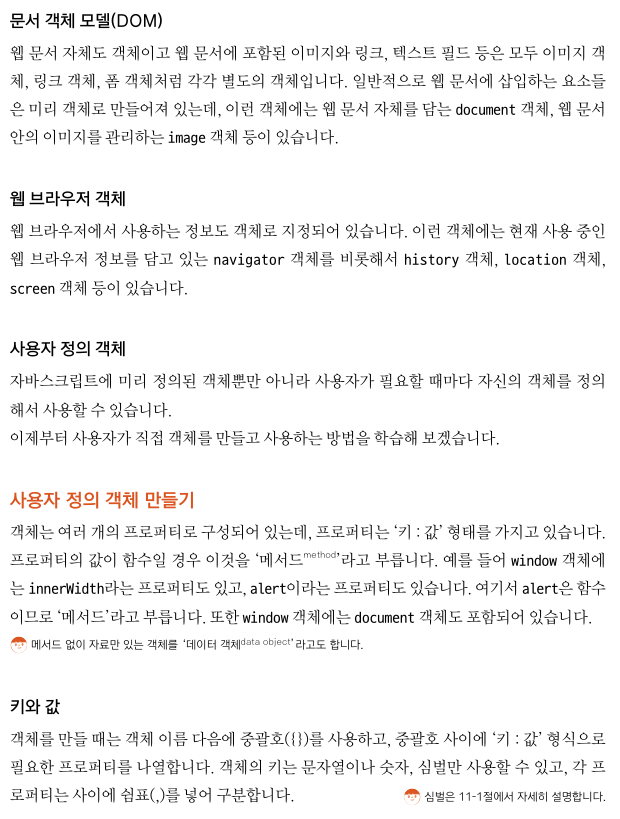 문서 객체 모델(DOM)
웹 문서 자체도 객체이고 웹 문서에 포함된 이미지와 링크, 텍스트 필드 등은 모두 이미지 객
체, 링크 객체, 폼 객체처럼 각각 별도의 객체입니다. 일반적으로 웹 문서에 삽입하는 요소들
은 미리 객체로 만들어져 있는데, 이런 객체에는 웹 문서 자체를 담는 document 객체, 웹 문서
안의 이미지를 관리하는 image 객체 등이 있습니다.
웹 브라우저 객체
웹 브라우저에서 사용하는 정보도 객체로 지정되어 있습니다. 이런 객체에는 현재 사용 중인
웹 브라우저 정보를 담고 있는 navigator 객체를 비롯해서 history 객체, location 객체,
screen 객체 등이 있습니다.
사용자 정의 객체
자바스크립트에 미리 정의된 객체뿐만 아니라 사용자가 필요할 때마다 자신의 객체를 정의
해서 사용할 수 있습니다.
이제부터 사용자가 직접 객체를 만들고 사용하는 방법을 학습해 보겠습니다.
사용자 정의 객체 만들기
객체는 여러 개의 프로퍼티로 구성되어 있는데, 프로퍼티는 ‘키 : 값’ 형태를 가지고 있습니다.
프로퍼티의 값이 함수일 경우 이것을 ‘메서드method’라고 부릅니다. 예를 들어 window 객체에
는 innerWidth라는 프로퍼티도 있고, alert이라는 프로퍼티도 있습니다. 여기서 alert은 함수
이므로 ‘메서드’라고 부릅니다. 또한 window 객체에는 document 객체도 포함되어 있습니다.
메서드 없이 자료만 있는 객체를 ‘데이터 객체data object’라고도 합니다.
키와 값
객체를 만들 때는 객체 이름 다음에 중괄호({})를 사용하고, 중괄호 사이에 ‘키 : 값’ 형식으로
필요한 프로퍼티를 나열합니다. 객체의 키는 문자열이나 숫자, 심벌만 사용할 수 있고, 각 프
로퍼티는 사이에 쉼표(,)를 넣어 구분합니다.
심벌은 11-1절에서 자세히 설명합니다.